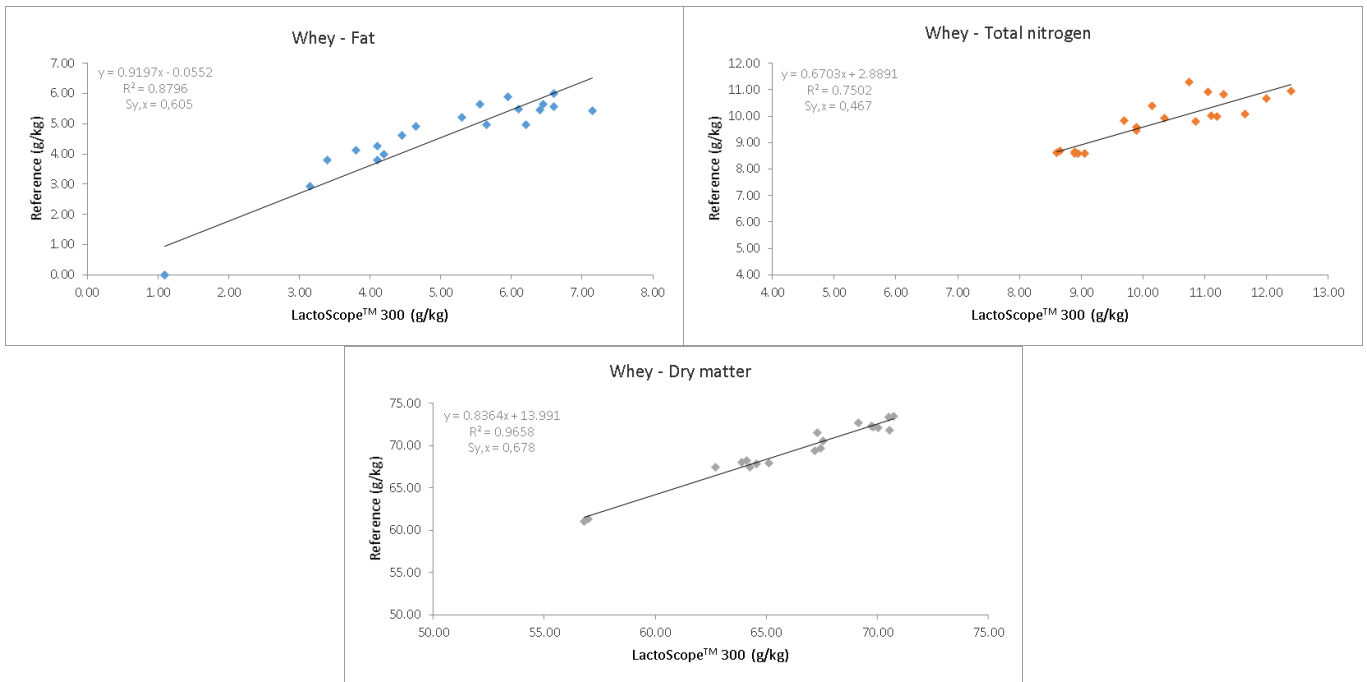 Whey - Fat
y = 0.9197x - 0.0552
R² = 0.8796
Sy,x = 0,605
Reference (g/kg)
7.00
6.00
5.00
4.00
3.00
2.00
1.00
0.00
0.00 1.00 2.00 3.00 4.00 5.00 6.00 7.00 8.00
LactoScope™ 300 (g/kg)
Whey - Total nitrogen
y = 0.6703x + 2.8891
R² = 0.7502
Sy,x = 0,467
Reference (g/kg)
12.00
11.00
10.00
9.00
8.00
7.00
6.00
5.00
4.00
4.00 5.00 6.00 7.00 8.00 9.00 10.00 11.00 12.00 13.00
LactoScope™ 300 (g/kg)
Whey - Dry matter
y = 0.8364x + 13.991
R² = 0.9658
Sy,x = 0,678
Reference (g/kg)
75.00
70.00
65.00
60.00
55.00
50.00
50.00 55.00 60.00 65.00 70.00 75.00
LactoScope™ 300 (g/kg)